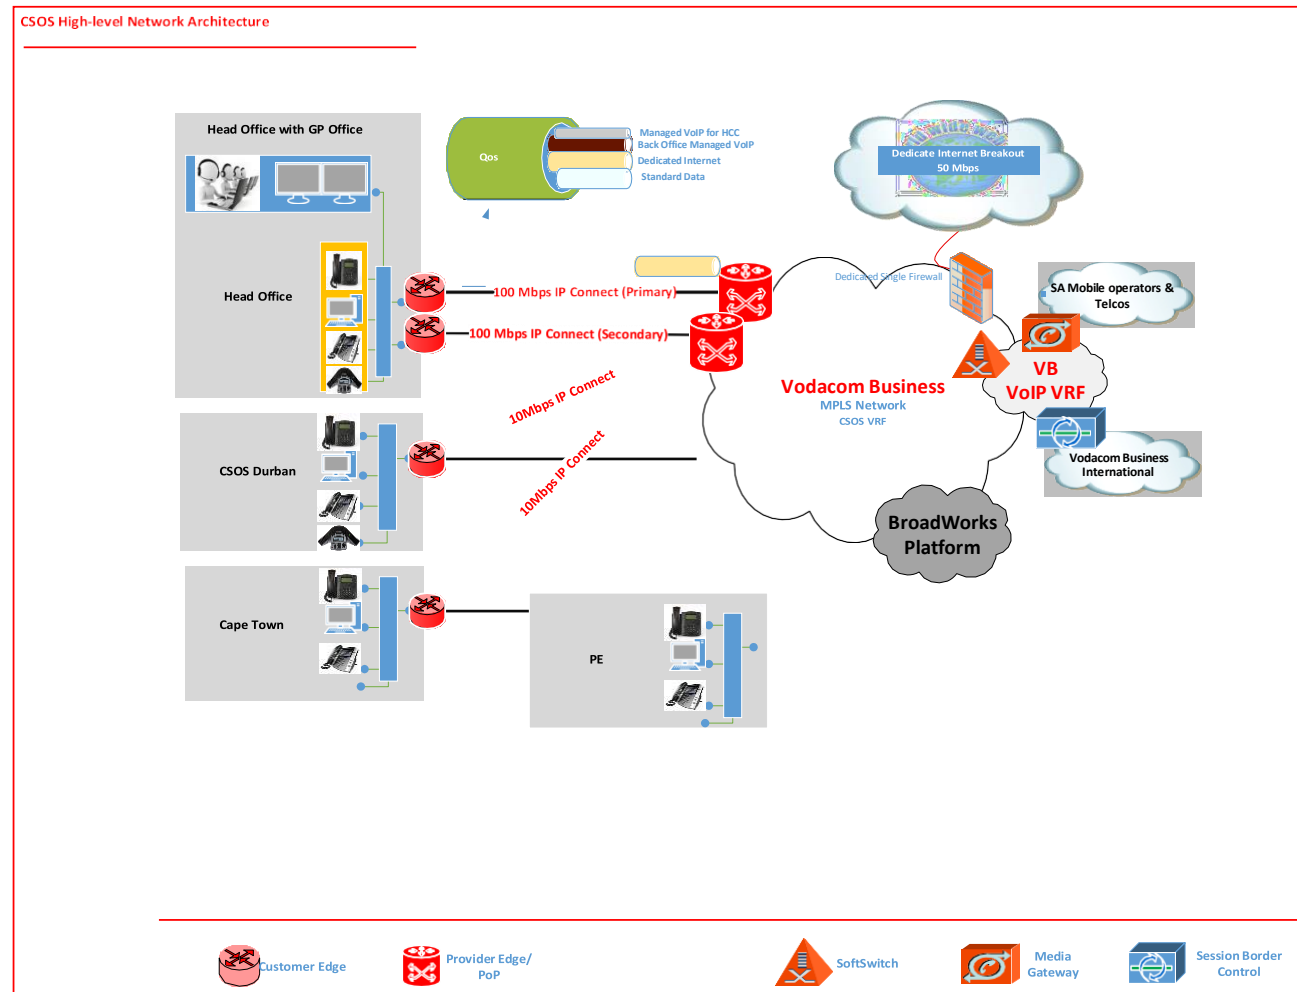 CSOS High-level Network Architecture
Head Office with GP Office
Qos
Managed VoIP for HCC
Back Office Managed VoIP
Dedicated Internet
Standard Data
Dedicate Internet Breakout
50 Mbps
Head Office
100 Mbps IP Connect (Primary)
100 Mbps IP Connect (Secondary)
Dedicated Single Firewall
SA Mobile operators &
Telcos
VB
VoIP VRF
Vodacom Business
MPLS Network
CSOS VRF
10Mbps IP Connect
10Mbps IP Connect
CSOS Durban
Vodacom Business
International
BroadWorks
Platform
Cape Town
PE
Customer Edge
Provider Edge/
PoP
SoftSwitch
Media
Gateway
Session Border
Control